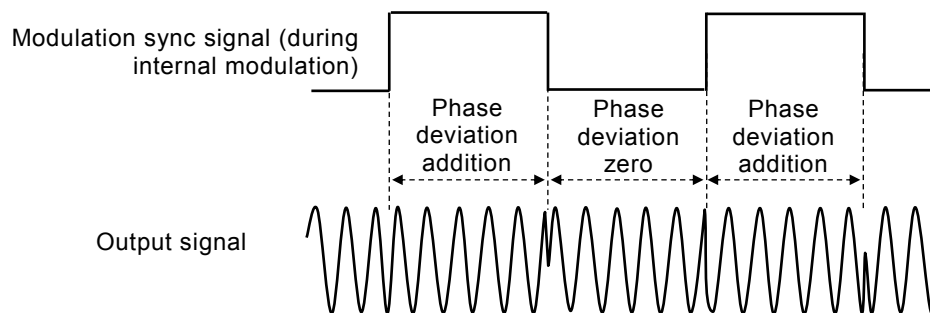 Modulation sync signal (during
internal modulation)
Phase
deviation
addition
Phase
deviation
zero
Phase
deviation
addition
Output signal